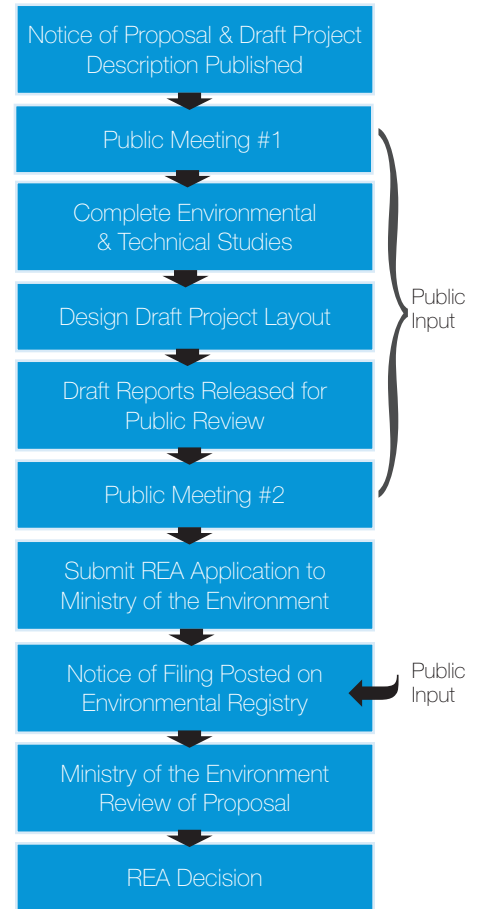 Notice of Proposal & Draft Project
Description Published
Public Meeting #1
Complete Environmental
& Technical Studies
Design Draft Project Layout
Draft Reports Released for
Public Review
Public Meeting #2
Public
Input
Submit REA Application to
Ministry of the Environment
Notice of Filing Posted on
Environmental Registry
Public
Input
Ministry of the Environment
Review of Proposal
REA Decision